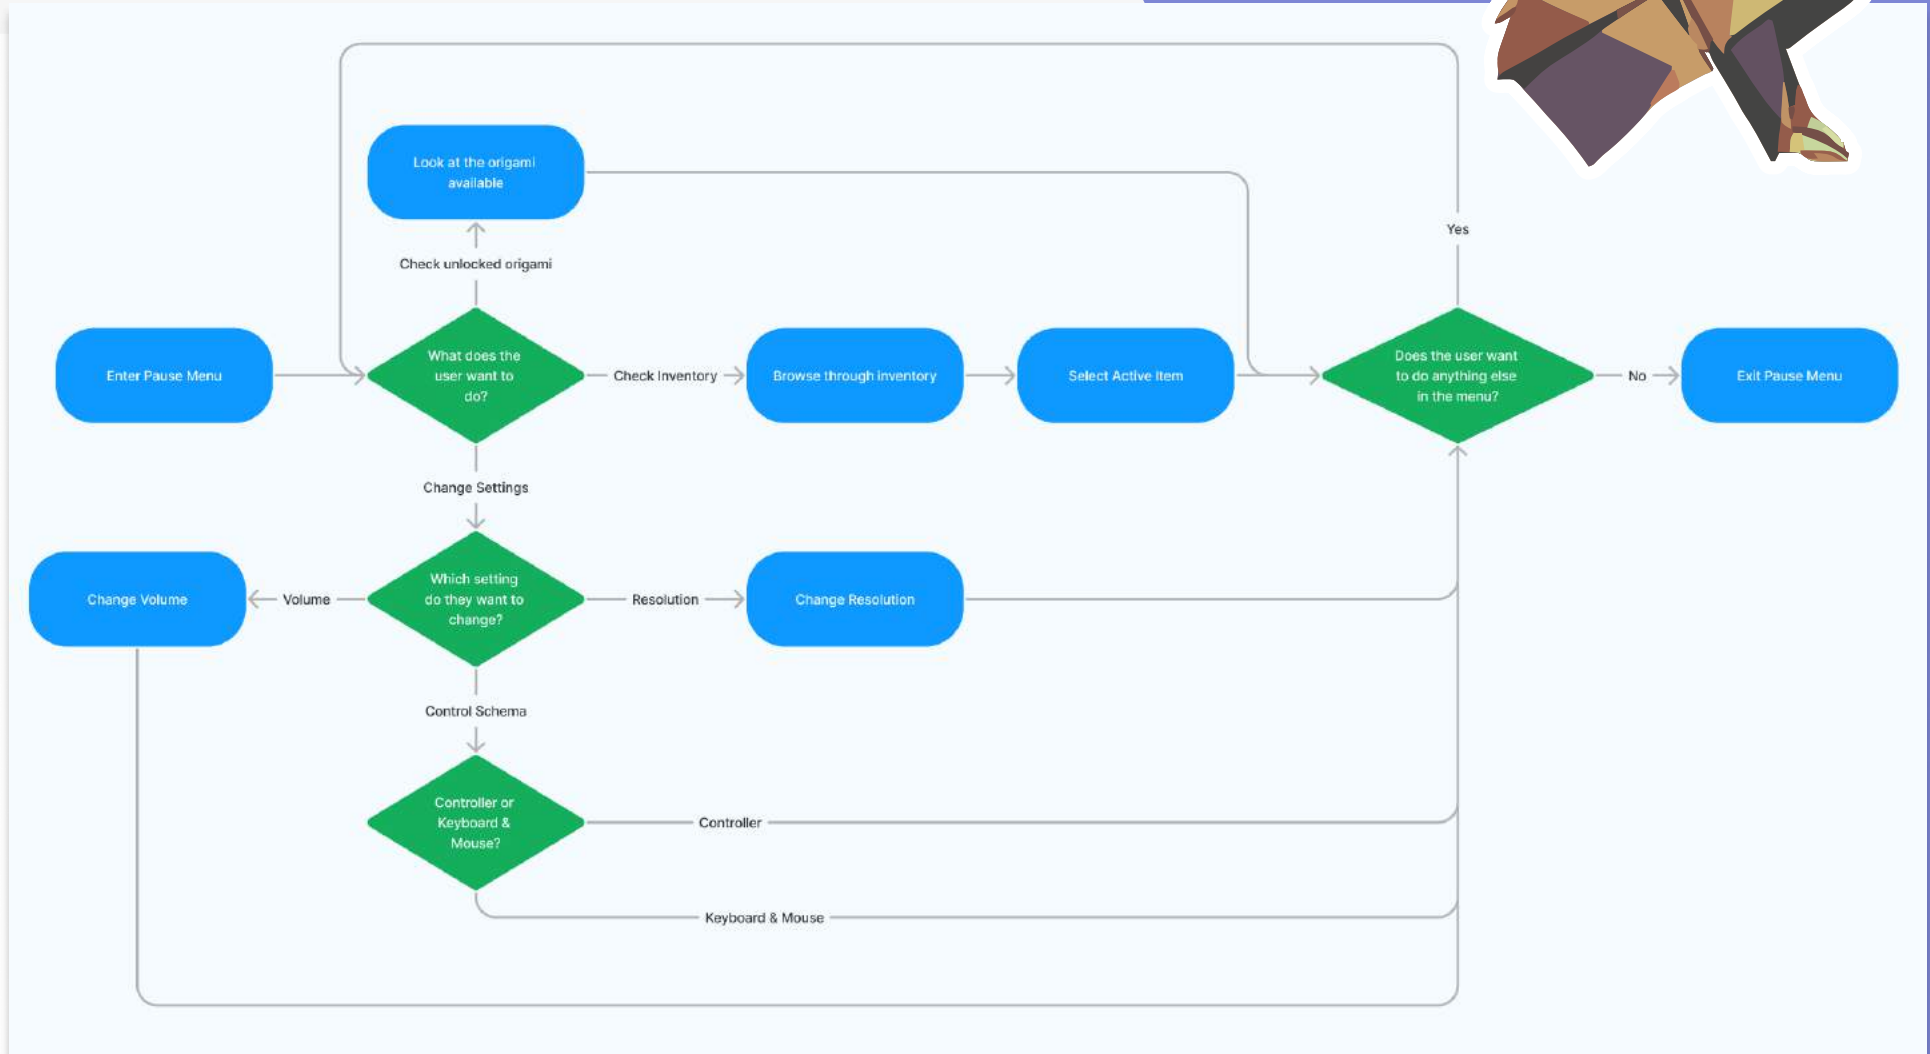 Look at the origami
available
Yes
Check unlocked origami
Enter Pause Menu
What does the
user want to
do?
Check Inventory
Browse through inventory
Select Active Item
Does the user want
to do anything else
in the menu?
No
Exit Pause Menu
Change Settings
Change Volume
Volume
Which setting
do they want to
change?
Resolution
Change Resolution
Control Schema
Controller or
Keyboard &
Mouse?
Controller
Keyboard & Mouse